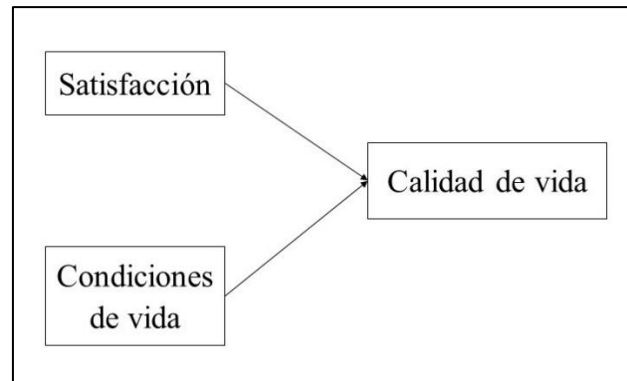 Satisfacción
Calidad de vida
Condiciones
de vida